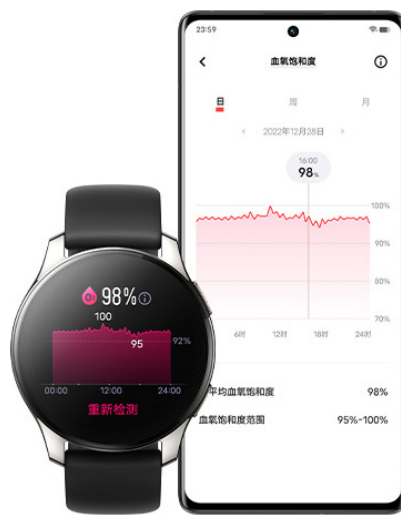 23:59
血氧饱和度
日 周 月
2022年12月28日
16:00
98%
100%
90%
80%
70%
6时 12时 18时 24时
平均血氧饱和度 98%
血氧饱和度范围 95%-100%
O₂ 98%
100
95
92%
00:00 12:00 24:00
重新检测